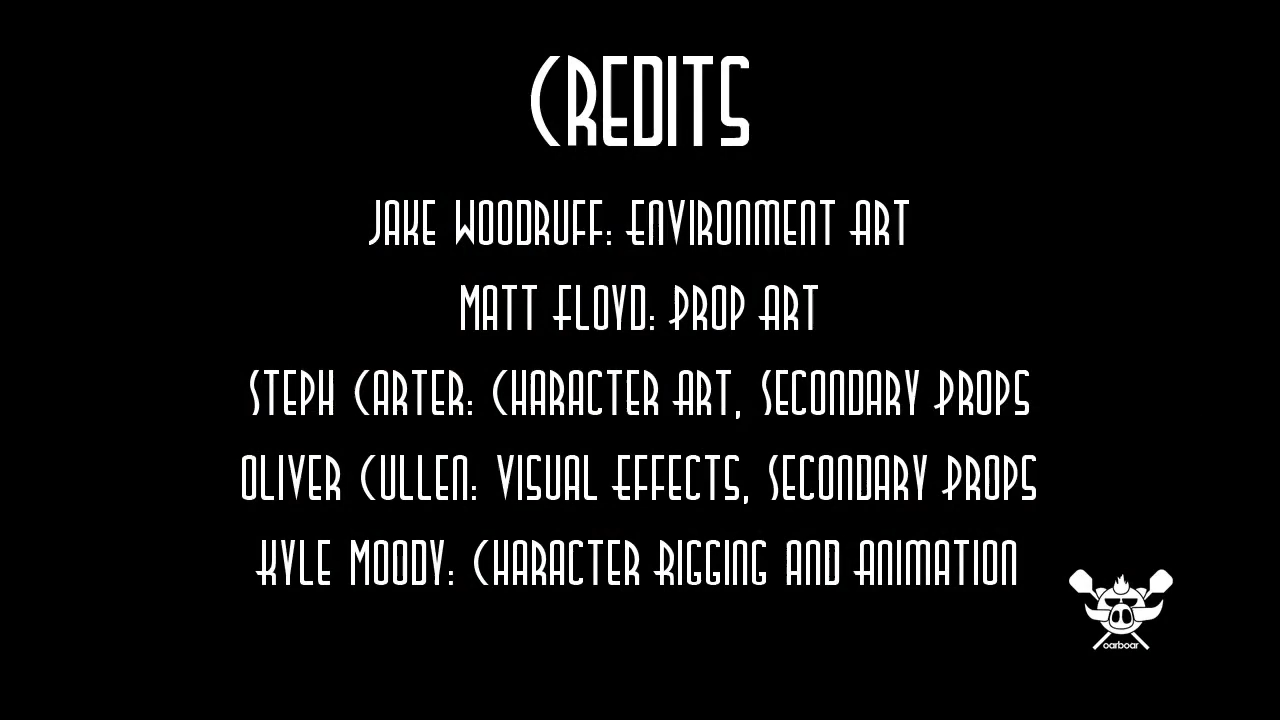 CREDITS
JAKE WOODRUFF: ENVIRONMENT ART
MATT FLOYD: PROP ART
STEPH CARTER: CHARACTER ART, SECONDARY PROPS
OLIVER CULLEN: VISUAL EFFECTS, SECONDARY PROPS
KYLE MOODY: CHARACTER RIGGING AND ANIMATION
oarboar